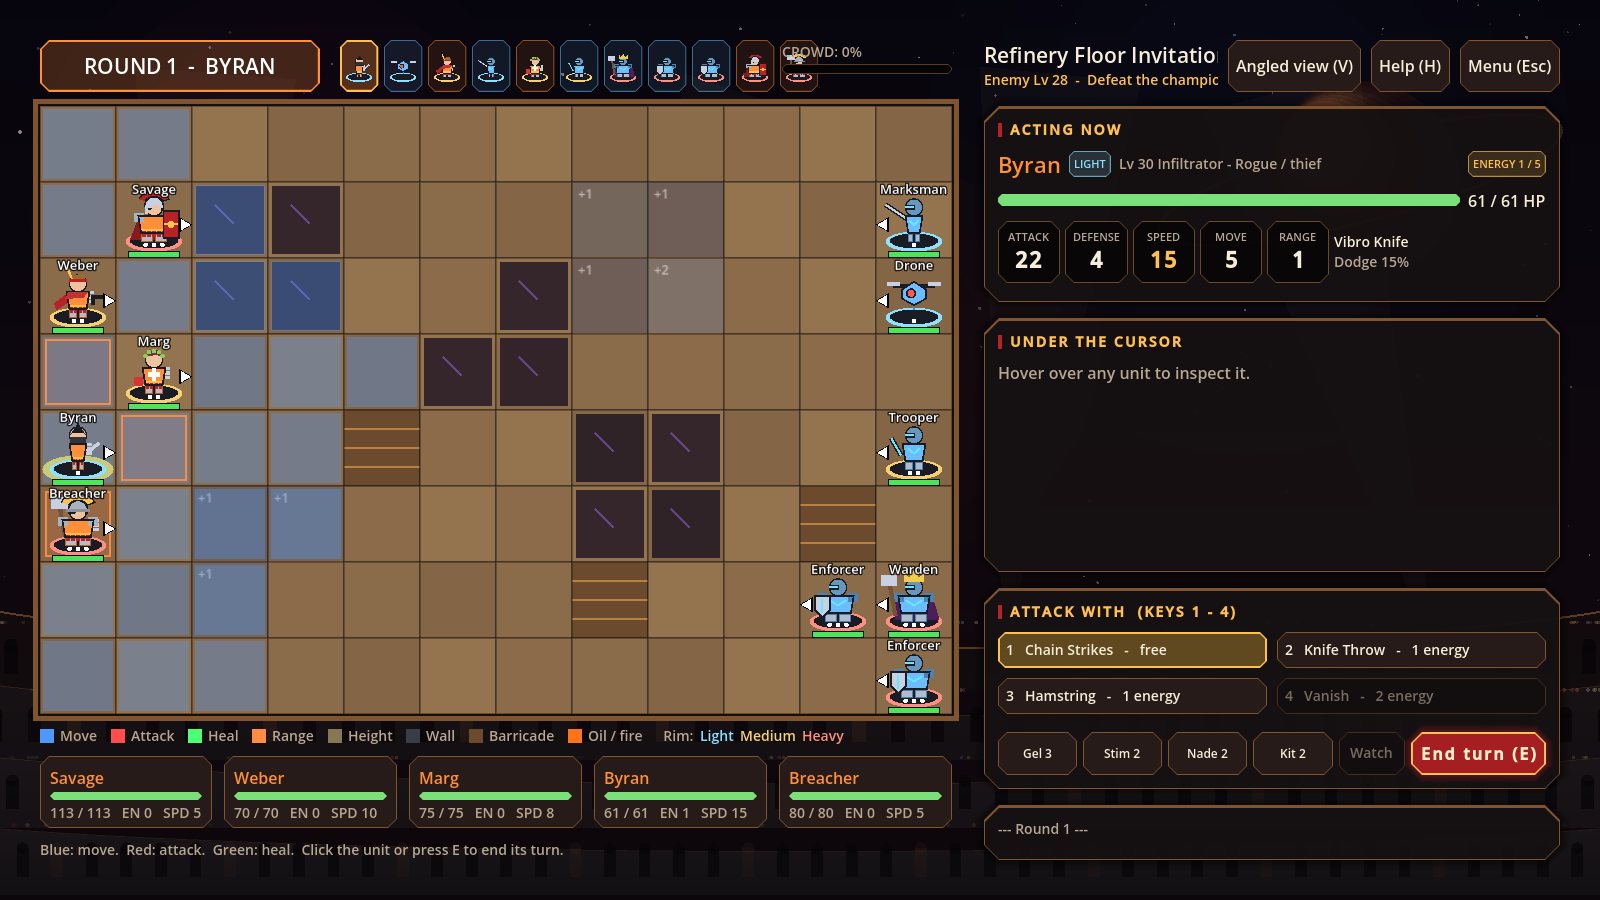 ROUND 1 - BYRAN
CROWD: 0%
Refinery Floor Invitatio
Enemy Lv 28 - Defeat the champic
Angled view (V)
Help (H)
Menu (Esc)
Savage
+1
+1
Marksman
Weber
+1
+2
Drone
Marg
Byran
Trooper
Breacher
+1
+1
+1
Enforcer
Warden
Enforcer
ACTING NOW
Byran LIGHT Lv 30 Infiltrator - Rogue / thief ENERGY 1 / 5
61 / 61 HP
ATTACK 22
DEFENSE 4
SPEED 15
MOVE 5
RANGE 1
Vibro Knife
Dodge 15%
UNDER THE CURSOR
Hover over any unit to inspect it.
ATTACK WITH (KEYS 1 - 4)
1 Chain Strikes - free
2 Knife Throw - 1 energy
3 Hamstring - 1 energy
4 Vanish - 2 energy
Gel 3
Stim 2
Nade 2
Kit 2
Watch
End turn (E)
--- Round 1 ---
Move Attack Heal Range Height Wall Barricade Oil / fire Rim: Light Medium Heavy
Savage
113 / 113 EN 0 SPD 5
Weber
70 / 70 EN 0 SPD 10
Marg
75 / 75 EN 0 SPD 8
Byran
61 / 61 EN 1 SPD 15
Breacher
80 / 80 EN 0 SPD 5
Blue: move. Red: attack. Green: heal. Click the unit or press E to end its turn.